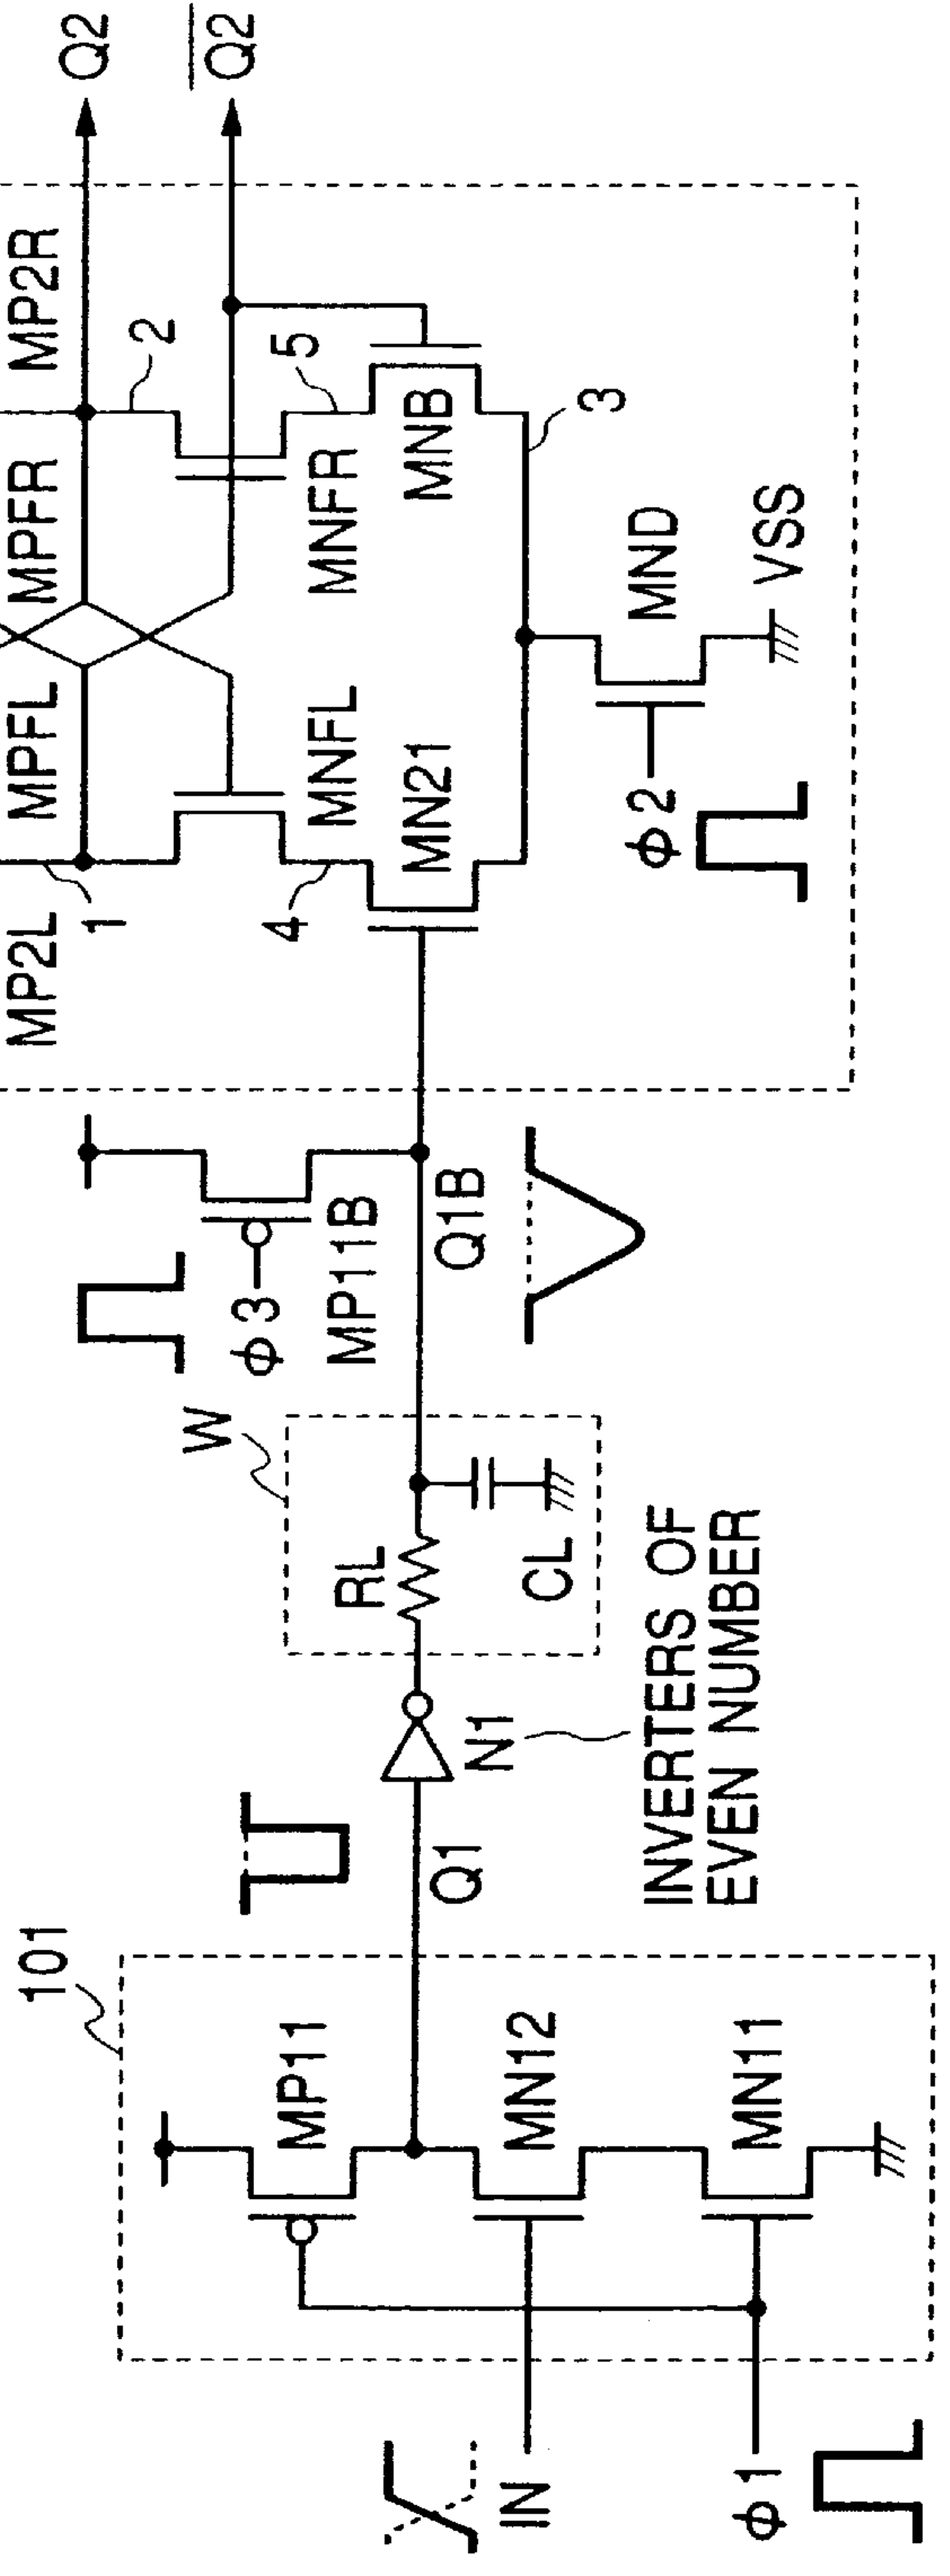 101
MP11
MN12
MN11
IN
φ1
Q1
N1
INVERTERS OF
EVEN NUMBER
W
RL
CL
φ3
MP11B
Q1B
MP2L
MPFL
MPFR
MP2R
1
2
4
5
MNFL
MNFR
MN21
MNB
3
φ2
MND
VSS
Q2
Q2